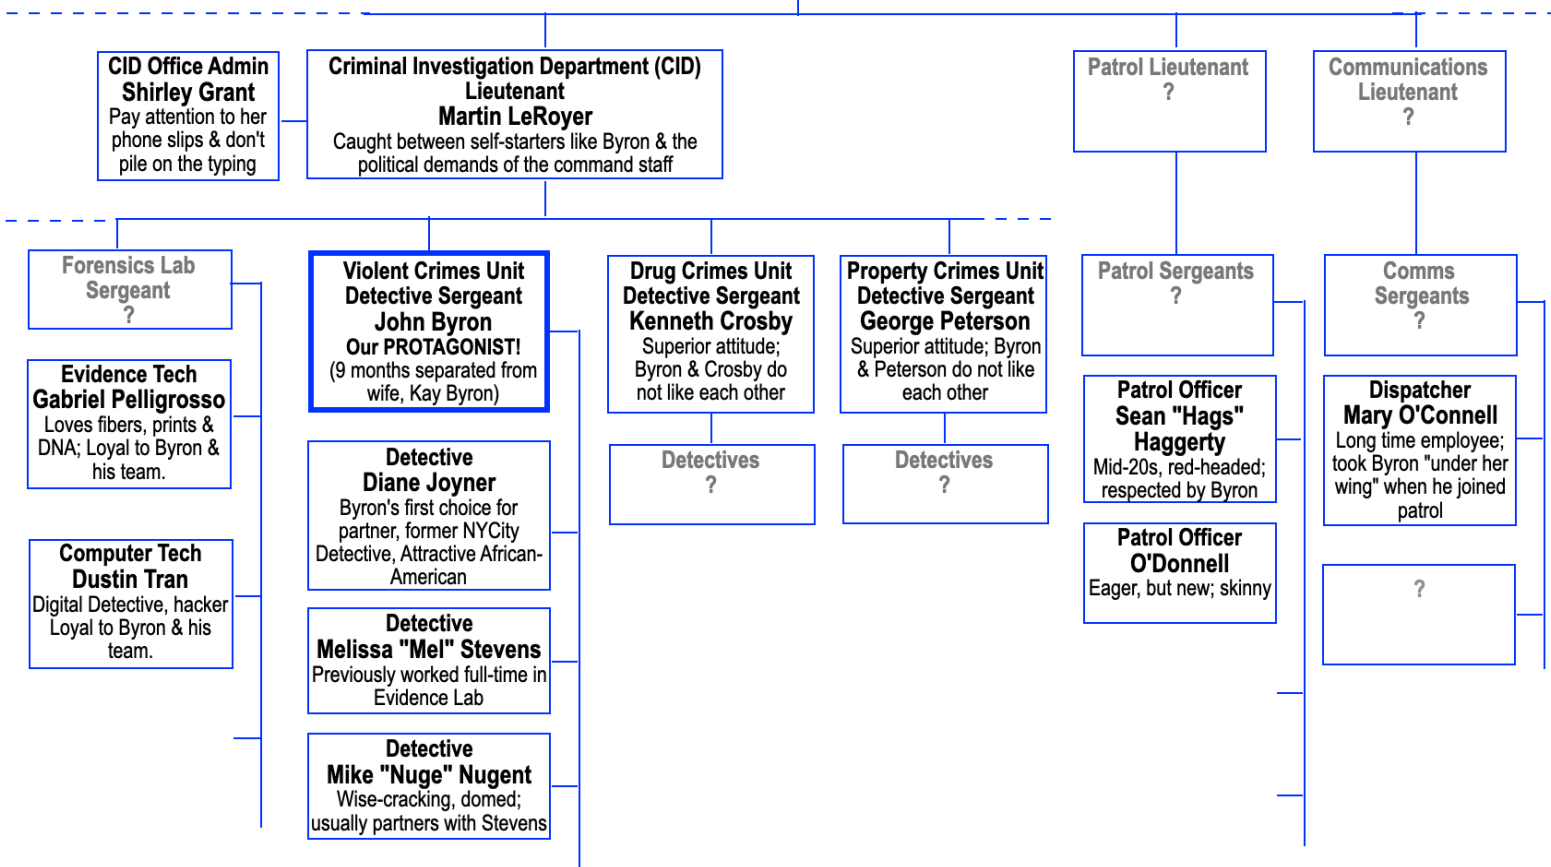 CID Office Admin
Shirley Grant
Pay attention to her
phone slips & don't
pile on the typing
Criminal Investigation Department (CID)
Lieutenant
Martin LeRoyer
Caught between self-starters like Byron & the
political demands of the command staff
Patrol Lieutenant
?
Communications
Lieutenant
?
Forensics Lab
Sergeant
?
Evidence Tech
Gabriel Pelligrosso
Loves fibers, prints &
DNA; Loyal to Byron &
his team.
Computer Tech
Dustin Tran
Digital Detective, hacker
Loyal to Byron & his
team.
Violent Crimes Unit
Detective Sergeant
John Byron
Our PROTAGONIST!
(9 months separated from
wife, Kay Byron)
Detective
Diane Joyner
Byron's first choice for
partner, former NYCity
Detective, Attractive African-
American
Detective
Melissa "Mel" Stevens
Previously worked full-time in
Evidence Lab
Detective
Mike "Nuge" Nugent
Wise-cracking, domed;
usually partners with Stevens
Drug Crimes Unit
Detective Sergeant
Kenneth Crosby
Superior attitude;
Byron & Crosby do
not like each other
Detectives
?
Property Crimes Unit
Detective Sergeant
George Peterson
Superior attitude; Byron
& Peterson do not like
each other
Detectives
?
Patrol Sergeants
?
Patrol Officer
Sean "Hags"
Haggerty
Mid-20s, red-headed;
respected by Byron
Patrol Officer
O'Donnell
Eager, but new; skinny
Comms
Sergeants
?
Dispatcher
Mary O'Connell
Long time employee;
took Byron "under her
wing" when he joined
patrol
?